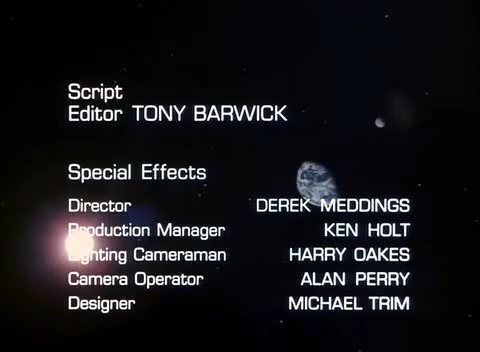 Script
Editor TONY BARWICK
Special Effects
Director DEREK MEDDINGS
Production Manager KEN HOLT
Lighting Cameraman HARRY OAKES
Camera Operator ALAN PERRY
Designer MICHAEL TRIM